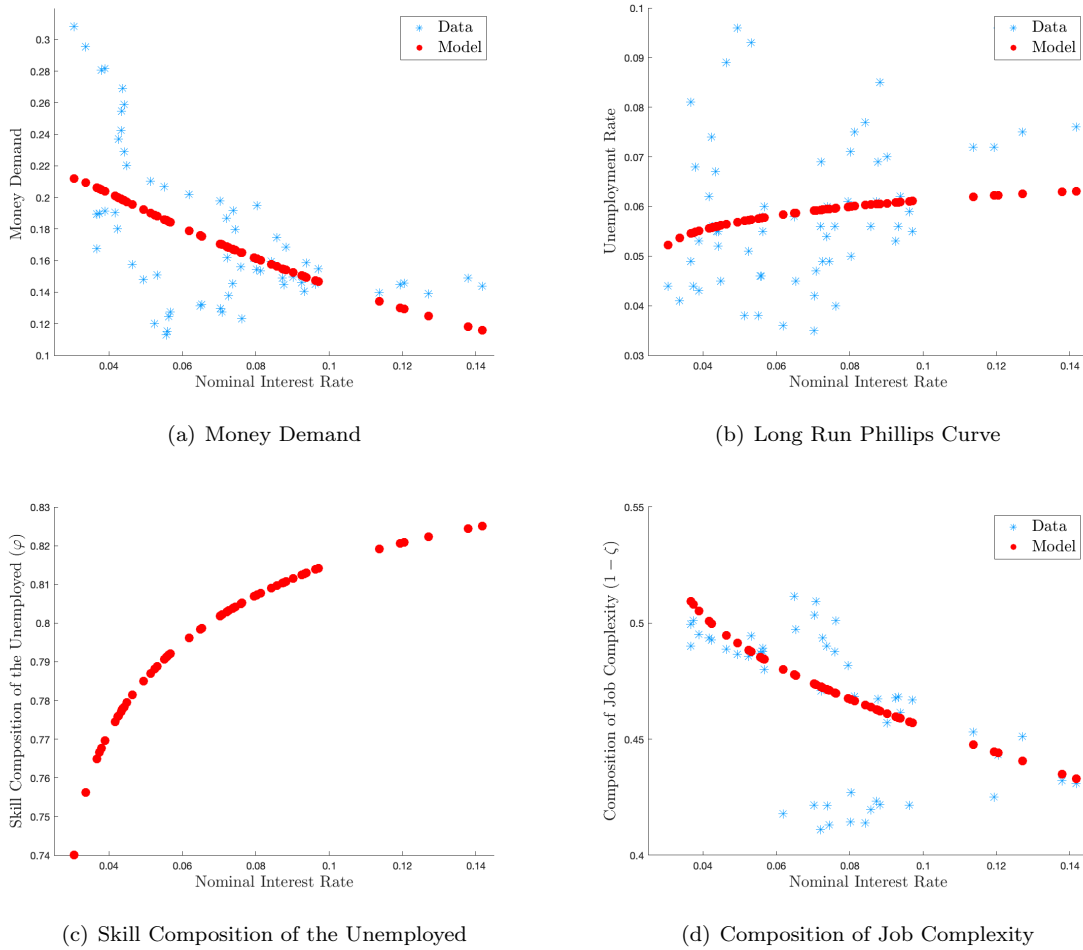 Data
Model
0.3
0.28
0.26
0.24
0.22
0.2
0.18
0.16
0.14
0.12
0.1
0.04 0.06 0.08 0.1 0.12 0.14
Money Demand
Nominal Interest Rate
(a) Money Demand
Data
Model
0.1
0.09
0.08
0.07
0.06
0.05
0.04
0.03
0.04 0.06 0.08 0.1 0.12 0.14
Unemployment Rate
Nominal Interest Rate
(b) Long Run Phillips Curve
0.83
0.82
0.81
0.8
0.79
0.78
0.77
0.76
0.75
0.74
0.04 0.06 0.08 0.1 0.12 0.14
Skill Composition of the Unemployed (φ)
Nominal Interest Rate
(c) Skill Composition of the Unemployed
Data
Model
0.55
0.5
0.45
0.4
0.04 0.06 0.08 0.1 0.12 0.14
Composition of Job Complexity (1 − ζ)
Nominal Interest Rate
(d) Composition of Job Complexity